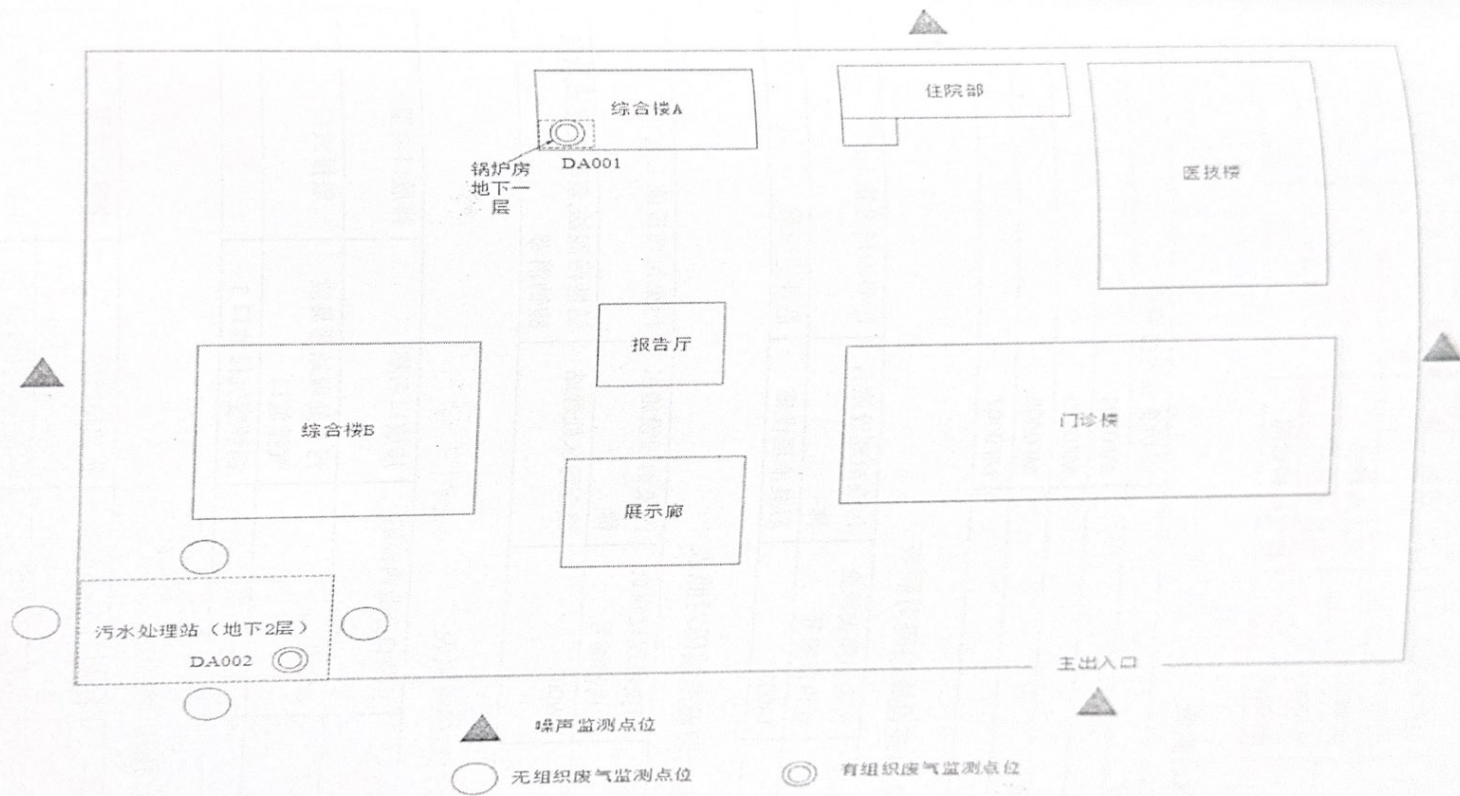 综合楼A
住院部
医技楼
锅炉房
地下一
层
DA001
报告厅
综合楼B
门诊楼
展示廊
污水处理站（地下2层）
DA002
主出入口
噪声监测点位
无组织废气监测点位
有组织废气监测点位